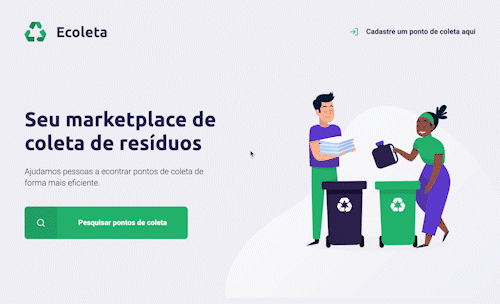 Ecoleta
Cadastre um ponto de coleta aqui
Seu marketplace de
coleta de resíduos
Ajudamos pessoas a econtrar pontos de coleta de
forma mais eficiente.
Pesquisar pontos de coleta